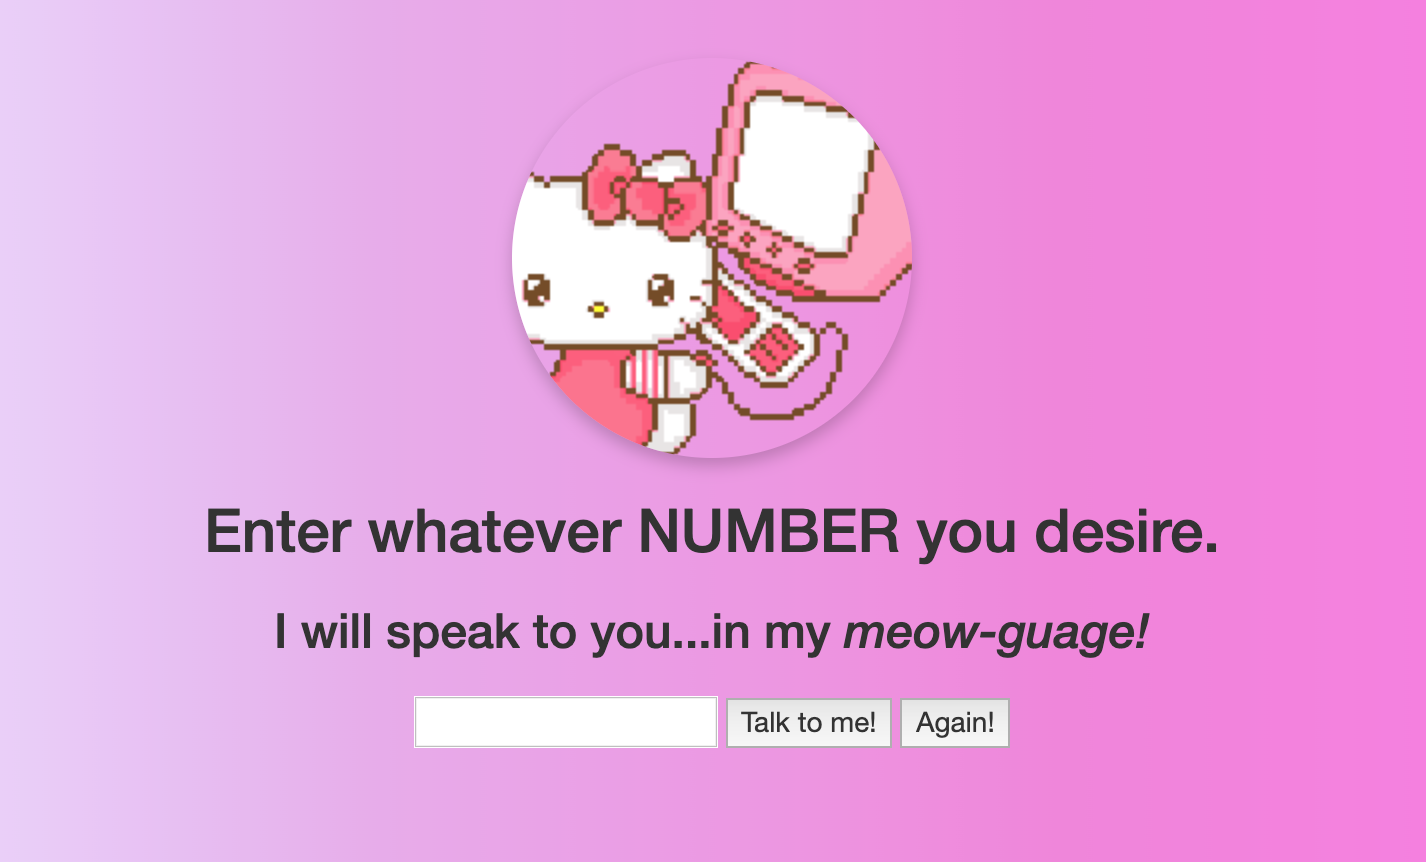 Enter whatever NUMBER you desire.
I will speak to you...in my meow-guage!
Talk to me! Again!